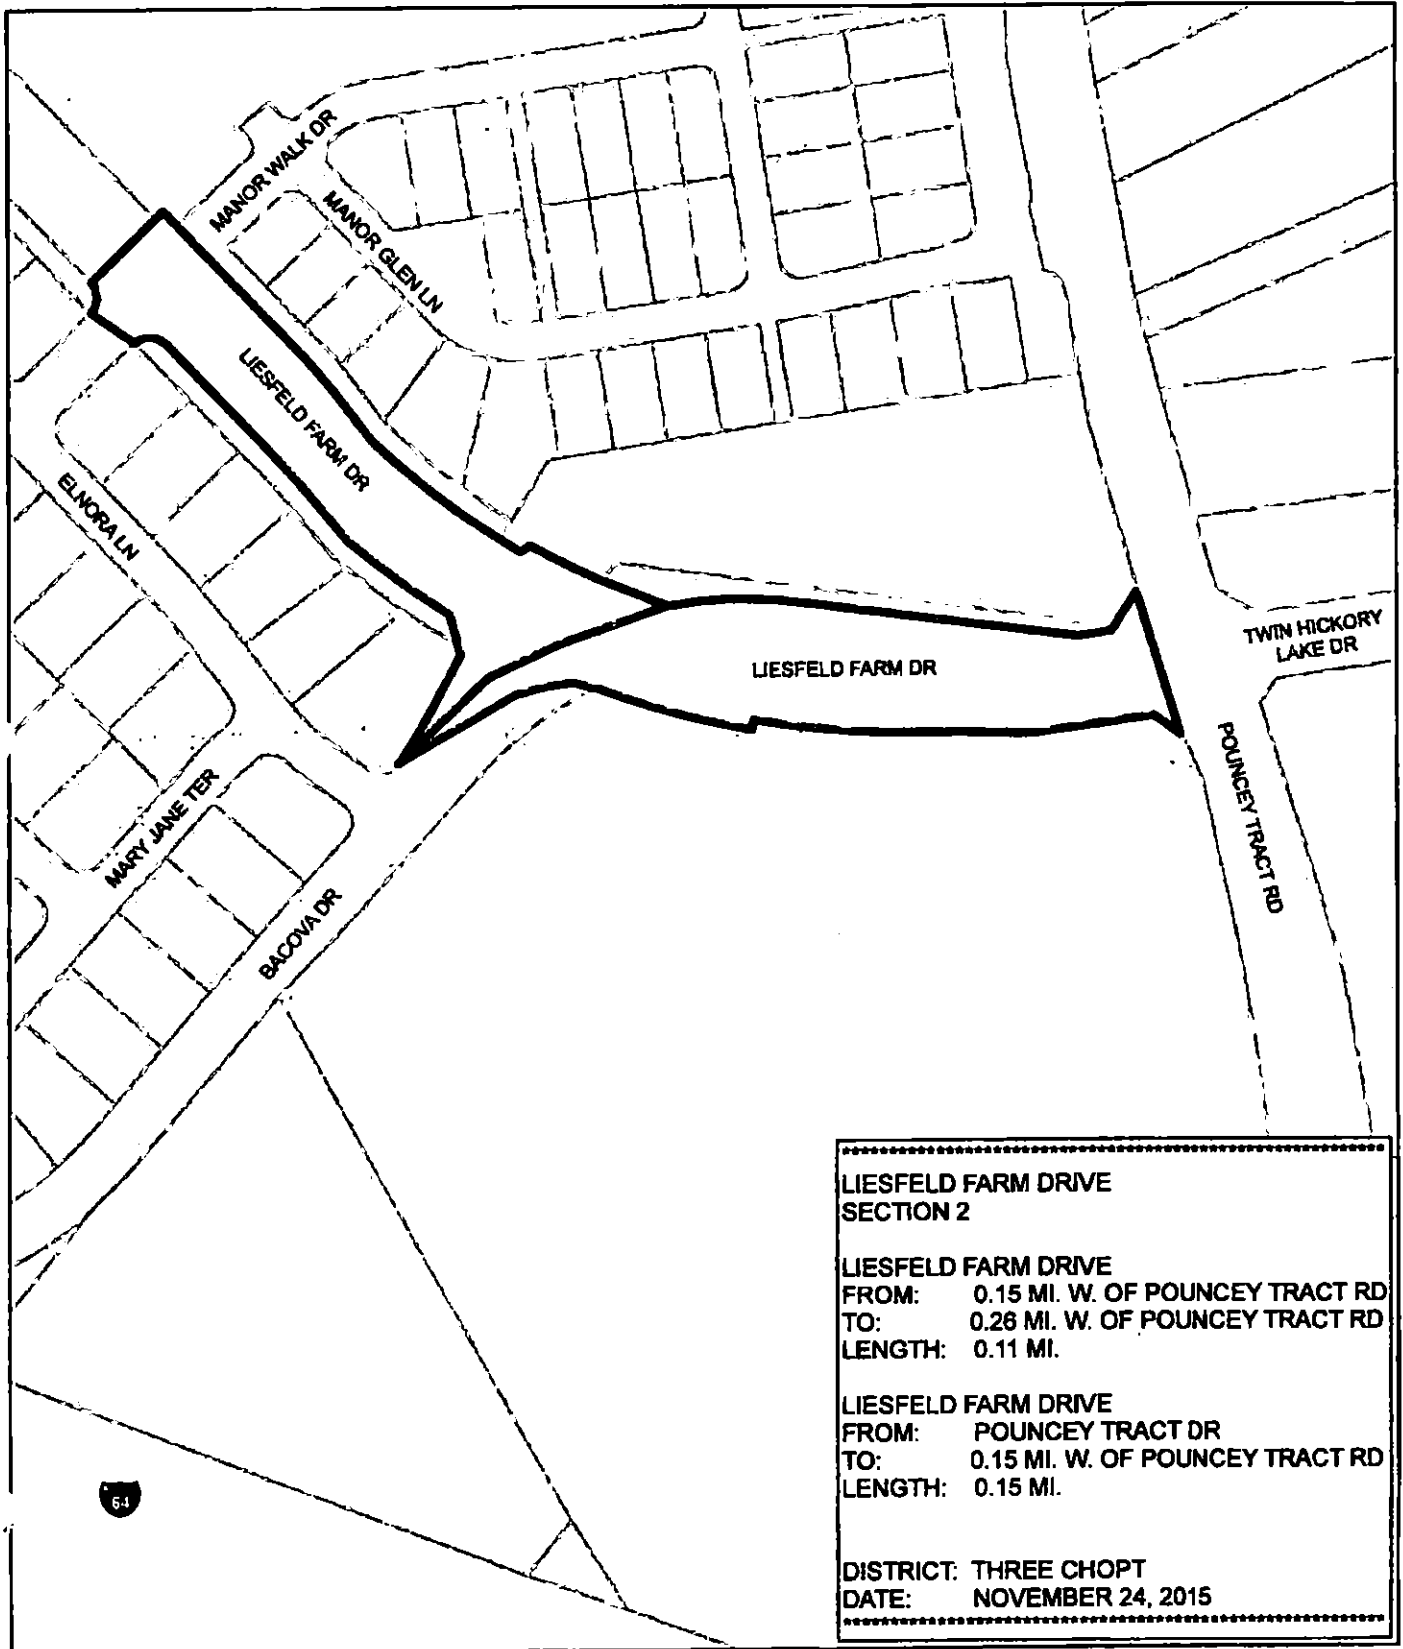 MANOR WALK DR
MANOR GLEN LN
LIESFELD FARM DR
ELNORA LN
TWIN HICKORY
LAKE DR
LIESFELD FARM DR
POUNCEY TRACT RD
MARY JANE TER
BACOVA DR
64
****************************************************************
LIESFELD FARM DRIVE
SECTION 2
LIESFELD FARM DRIVE
FROM: 0.15 MI. W. OF POUNCEY TRACT RD
TO: 0.26 MI. W. OF POUNCEY TRACT RD
LENGTH: 0.11 MI.
LIESFELD FARM DRIVE
FROM: POUNCEY TRACT DR
TO: 0.15 MI. W. OF POUNCEY TRACT RD
LENGTH: 0.15 MI.
DISTRICT: THREE CHOPT
DATE: NOVEMBER 24, 2015
****************************************************************